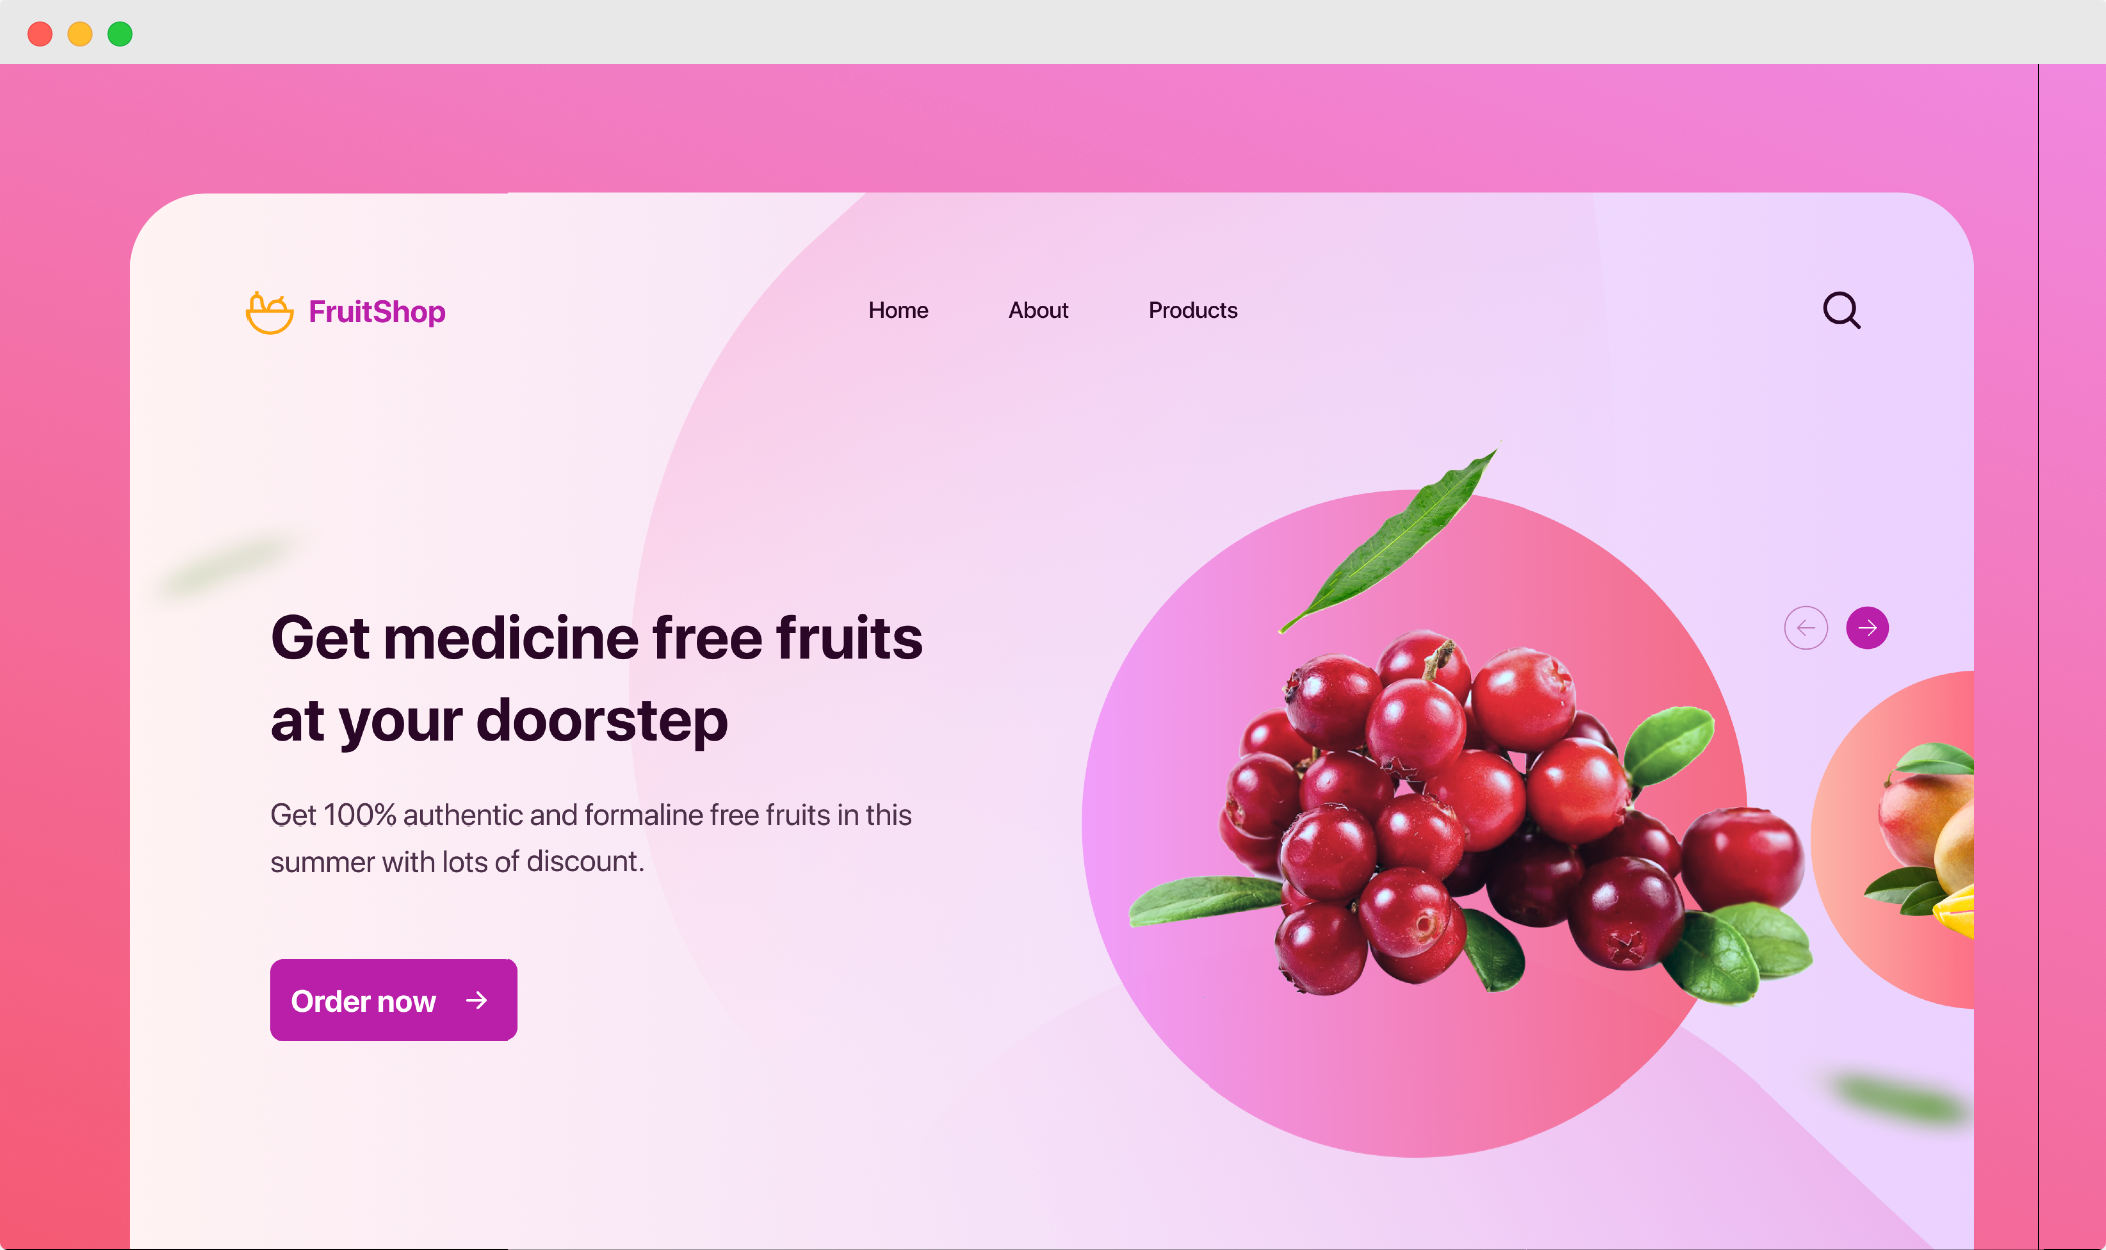 FruitShop
Home
About
Products
Get medicine free fruits
at your doorstep
Get 100% authentic and formaline free fruits in this
summer with lots of discount.
Order now